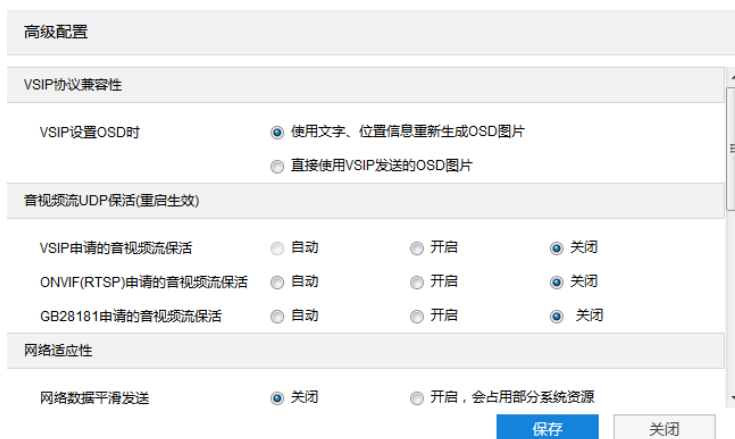 高级配置
VSIP协议兼容性
VSIP设置OSD时 使用文字、位置信息重新生成OSD图片
直接使用VSIP发送的OSD图片
音视频流UDP保活(重启生效)
VSIP申请的音视频流保活 自动 开启 关闭
ONVIF(RTSP)申请的音视频流保活 自动 开启 关闭
GB28181申请的音视频流保活 自动 开启 关闭
网络适应性
网络数据平滑发送 关闭 开启，会占用部分系统资源
保存 关闭